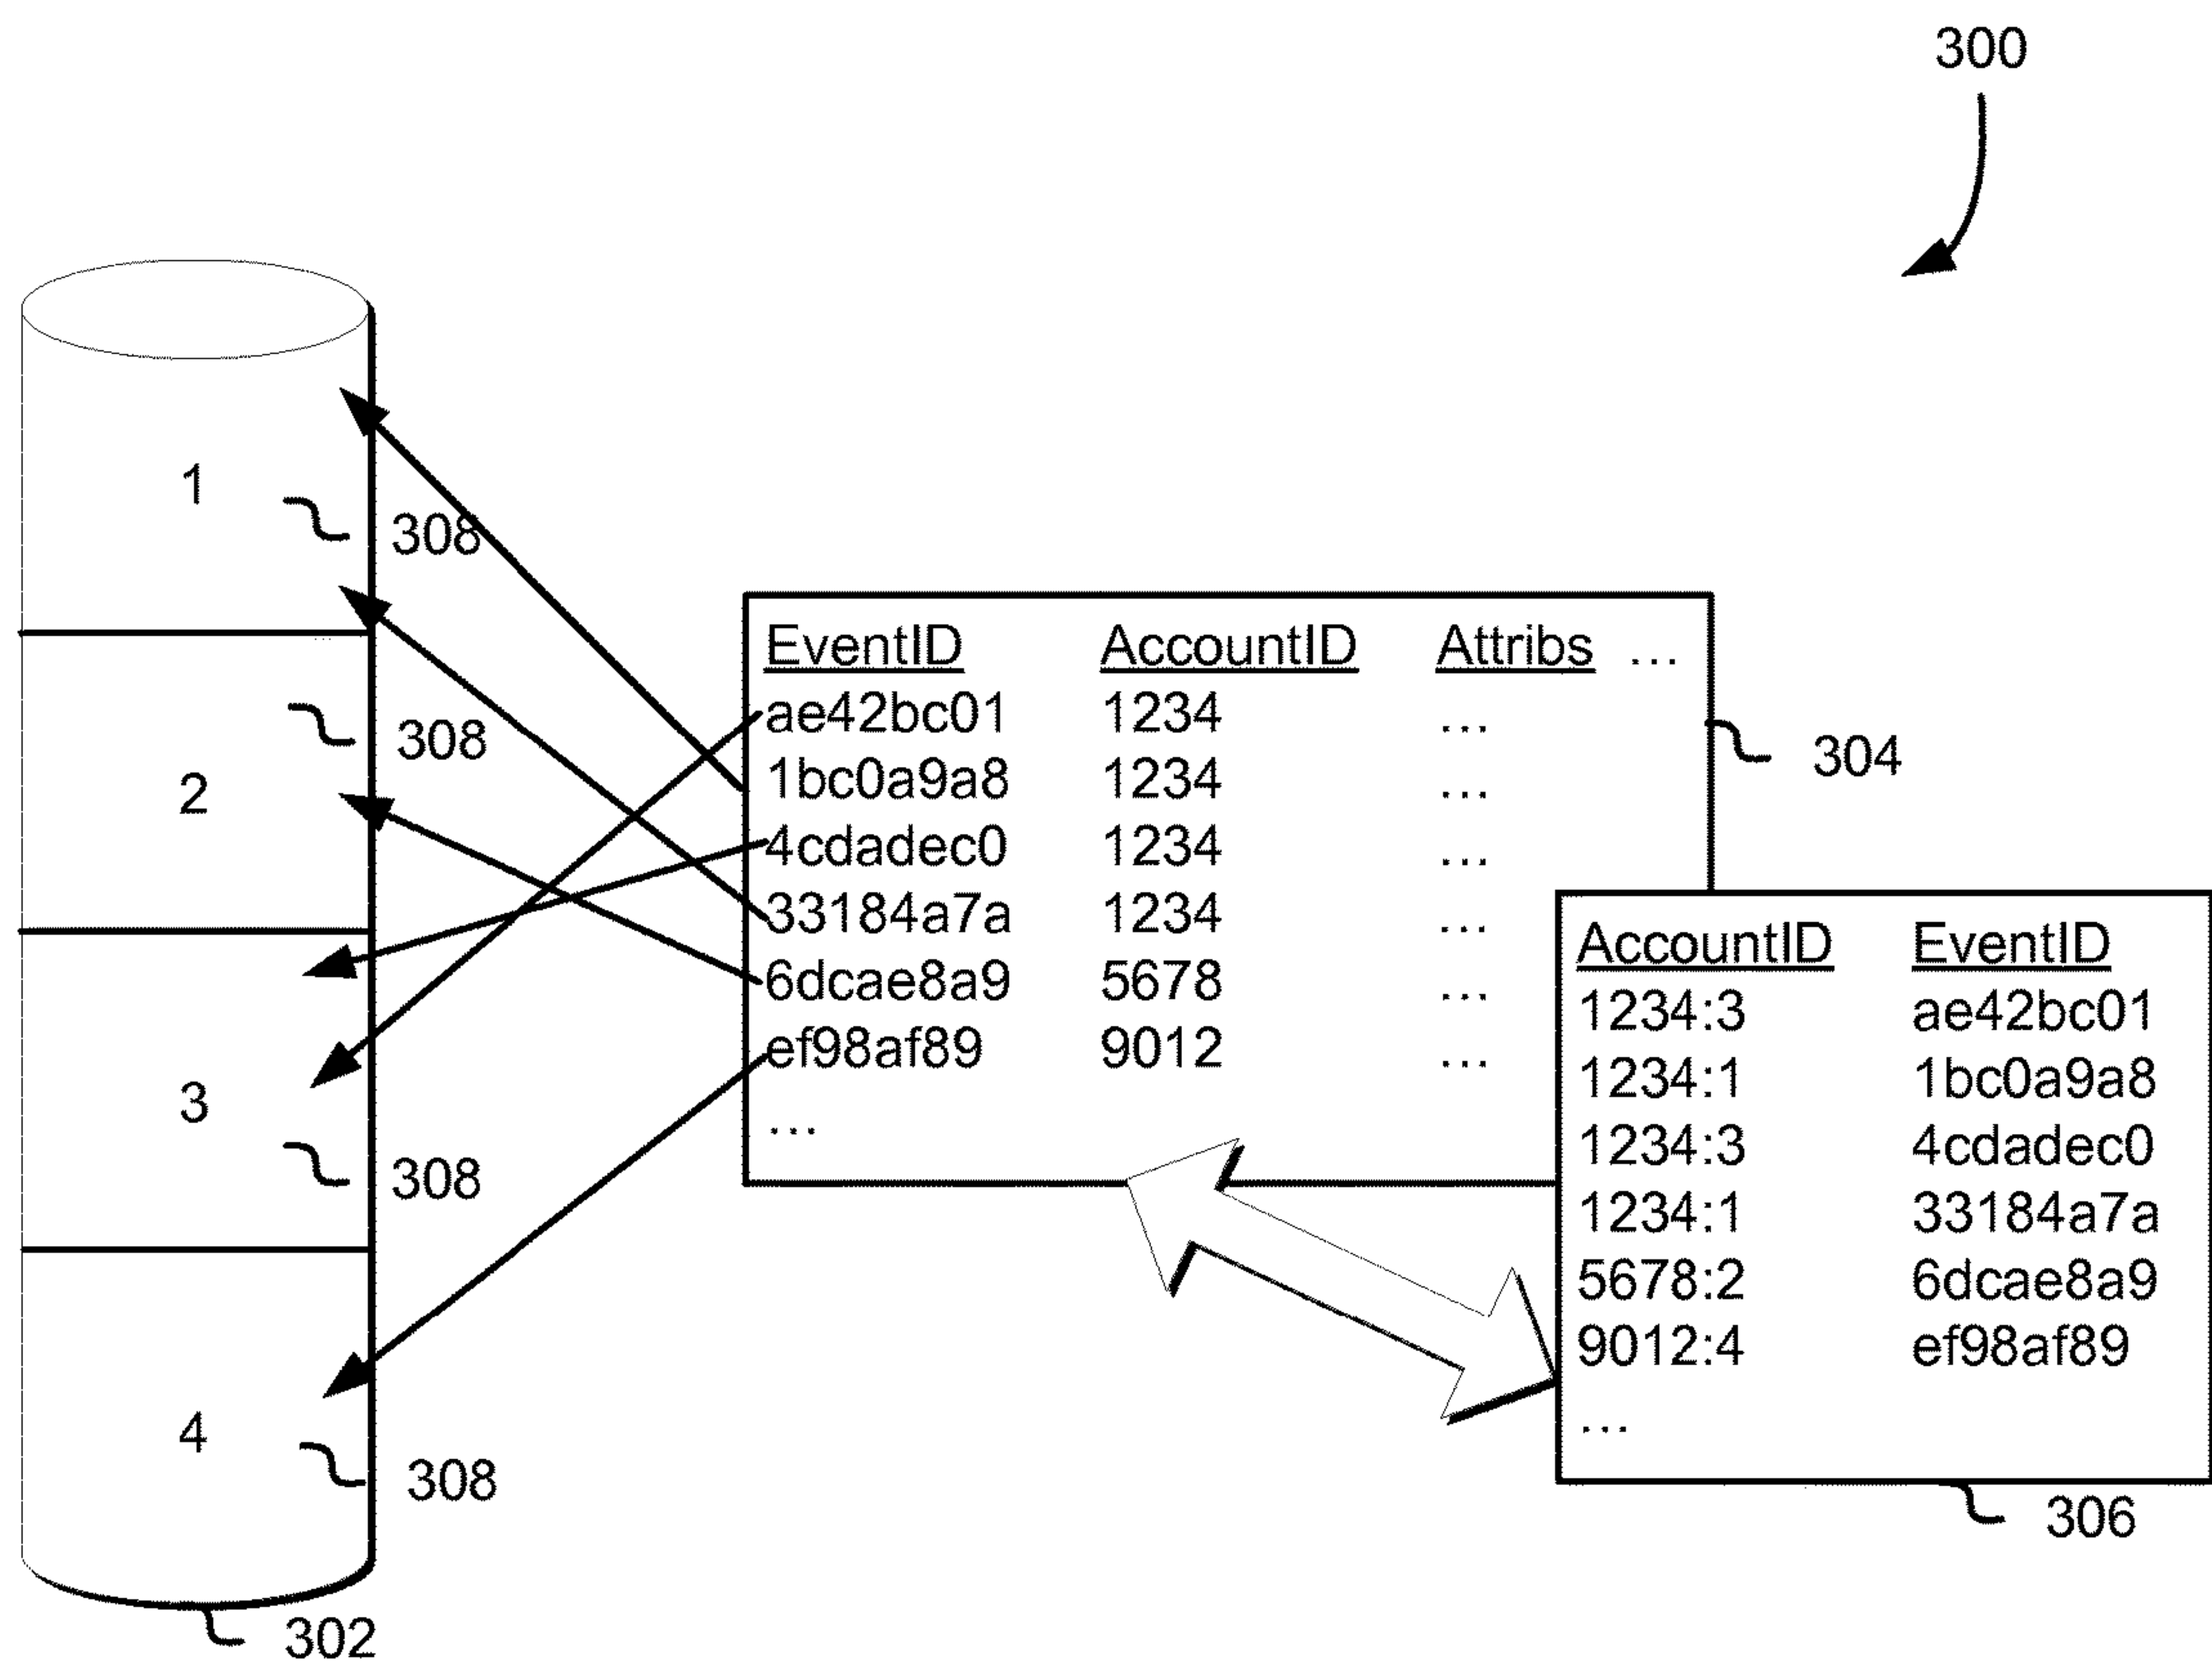 300
1
308
308
2
3
308
4
308
302
EventID AccountID Attribs ...
ae42bc01 1234 ...
1bc0a9a8 1234 ...
4cdadec0 1234 ...
33184a7a 1234 ...
6dcae8a9 5678 ...
ef98af89 9012 ...
...
304
AccountID EventID
1234:3 ae42bc01
1234:1 1bc0a9a8
1234:3 4cdadec0
1234:1 33184a7a
5678:2 6dcae8a9
9012:4 ef98af89
...
306